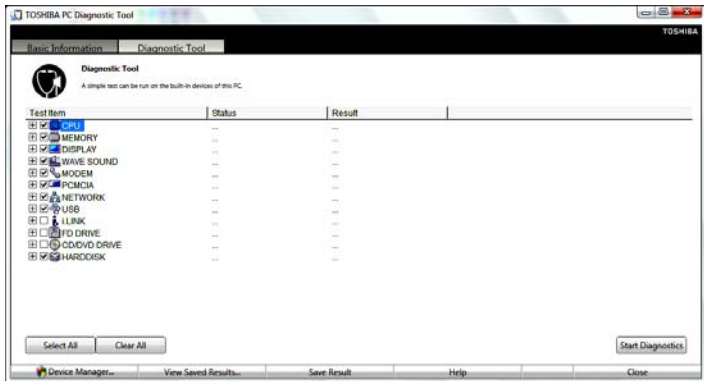 TOSHIBA PC Diagnostic Tool
TOSHIBA
Basic Information Diagnostic Tool
Diagnostic Tool
A simple test can be run on the built-in devices of this PC.
Test Item Status Result
CPU ... ...
MEMORY ... ...
DISPLAY ... ...
WAVE SOUND ... ...
MODEM ... ...
PCMCIA ... ...
NETWORK ... ...
USB ... ...
i.LINK ... ...
FD DRIVE ... ...
CD/DVD DRIVE ... ...
HARDDISK ... ...
Select All Clear All Start Diagnostics
Device Manager... View Saved Results... Save Result Help Close